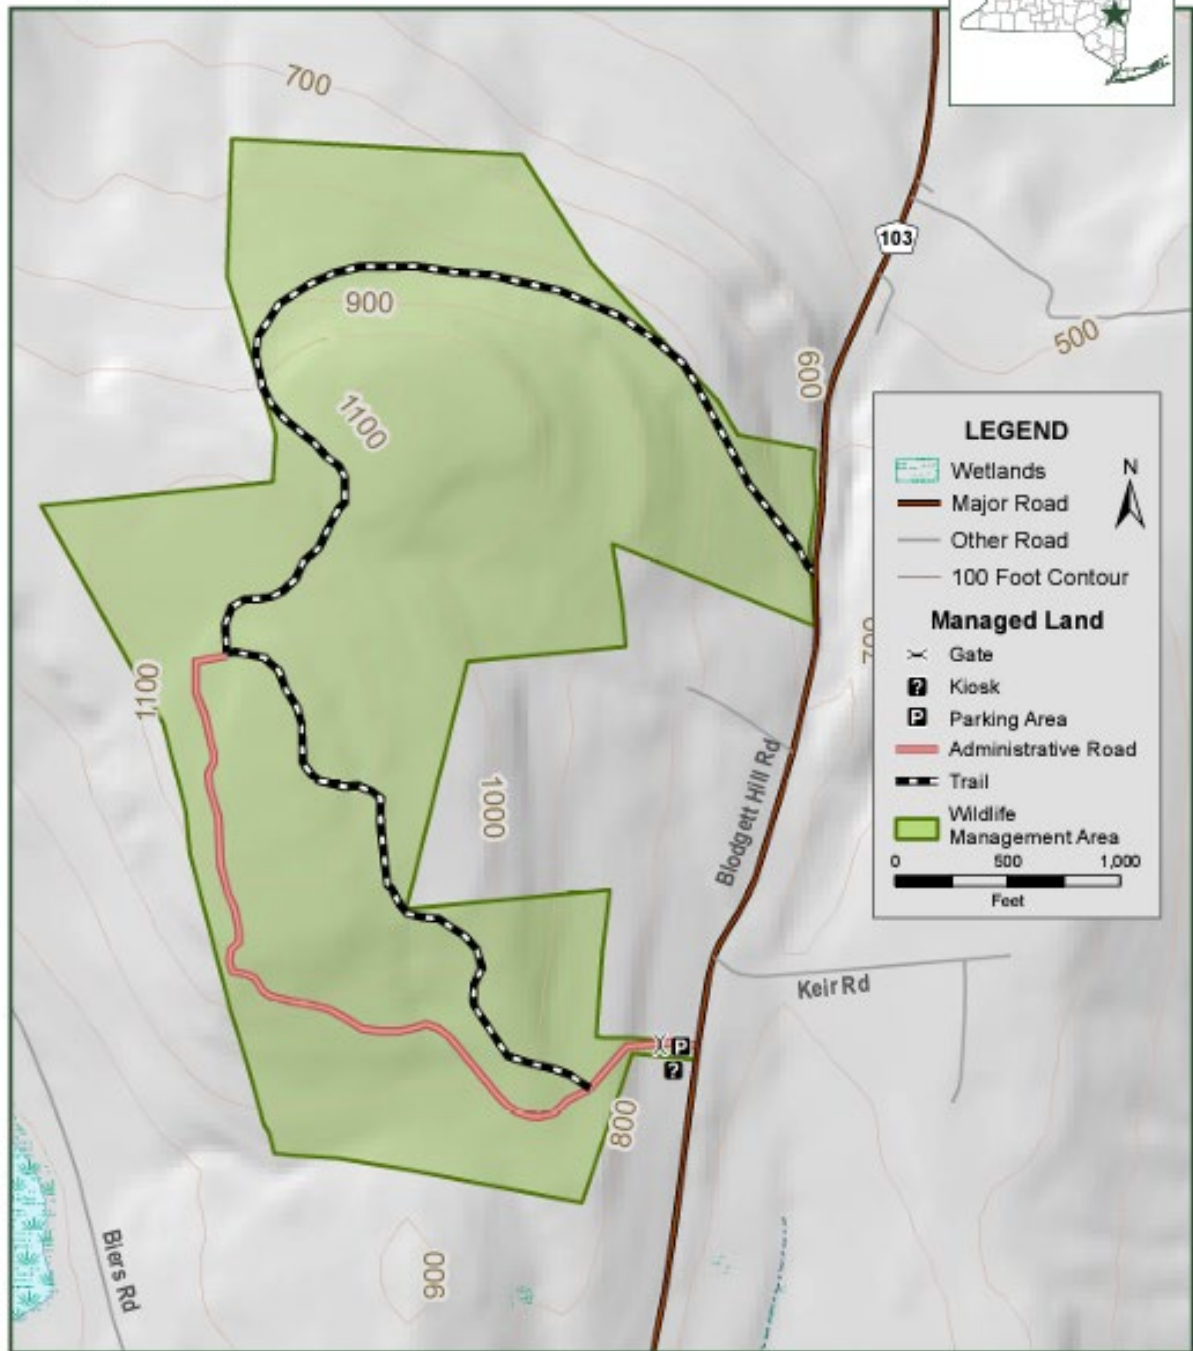 700
103
900
500
600
1100
LEGEND
Wetlands
N
Major Road
Other Road
100 Foot Contour
Managed Land
700
Gate
? Kiosk
1100
P Parking Area
Administrative Road
Trail
1000
Blodgett Hill Rd
Wildlife
Management Area
0 500 1,000
Feet
Keir Rd
P
?
800
Biers Rd
900